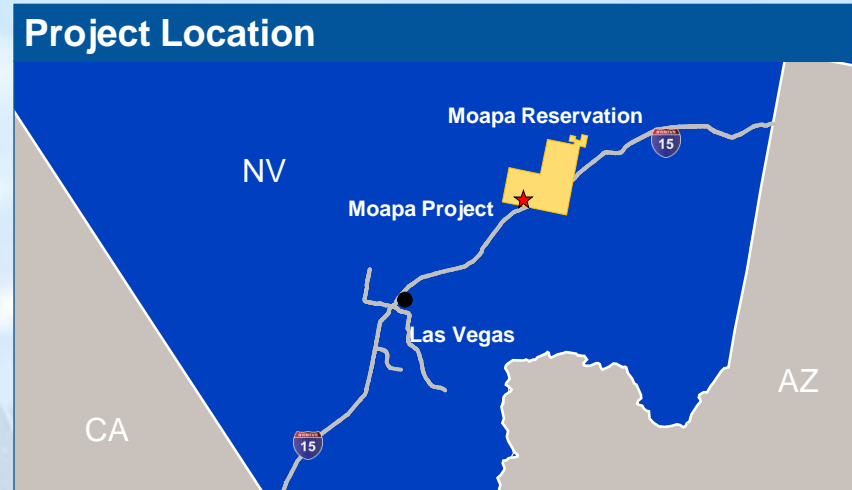 Project Location
Moapa Reservation
15
NV
Moapa Project
Las Vegas
AZ
CA
15